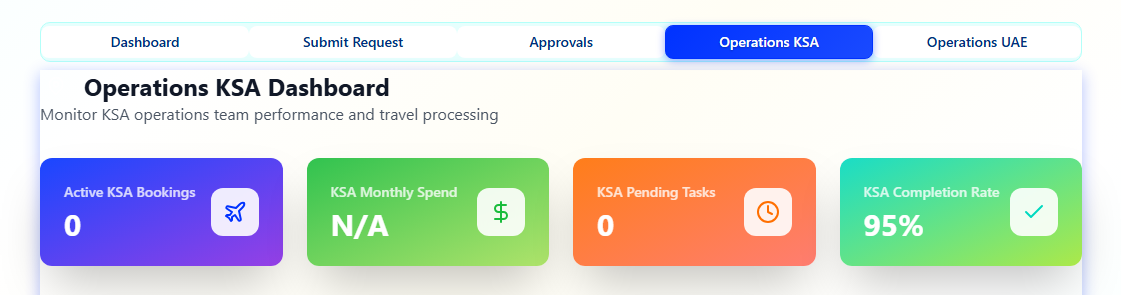 Dashboard
Submit Request
Approvals
Operations KSA
Operations UAE
Operations KSA Dashboard
Monitor KSA operations team performance and travel processing
Active KSA Bookings
0
KSA Monthly Spend
N/A
KSA Pending Tasks
0
KSA Completion Rate
95%